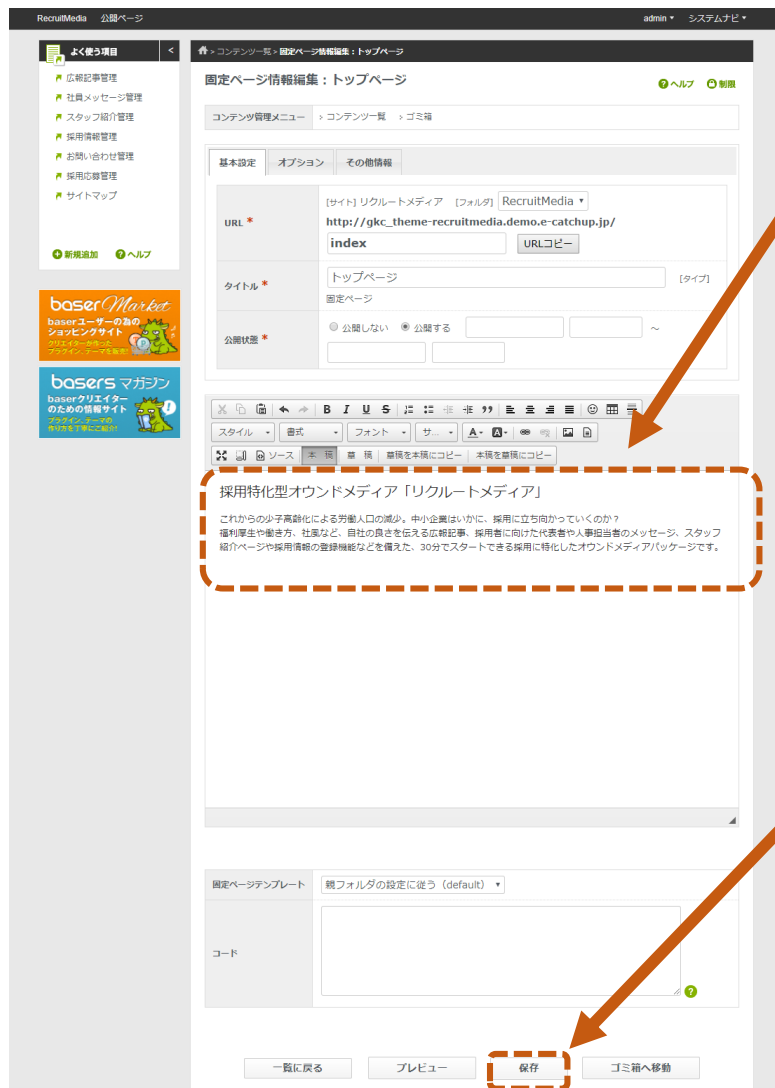 RecruitMedia 公開ページ admin ▾ システムナビ ▾
よく使う項目 <
広報記事管理
社員メッセージ管理
スタッフ紹介管理
採用情報管理
お問い合わせ管理
採用応募管理
サイトマップ
新規追加 ヘルプ
baserMarket
baserユーザーの為の
ショッピングサイト
クリエイターが作った
プラグイン、テーマを販売!
basersマガジン
baserクリエイター
のための情報サイト
プラグイン、テーマの
作り方を丁寧にご紹介!
> コンテンツ一覧 > 固定ページ情報編集:トップページ
固定ページ情報編集:トップページ
ヘルプ 制限
コンテンツ管理メニュー › コンテンツ一覧 › ゴミ箱
基本設定 オプション その他情報
URL *
[サイト] リクルートメディア [フォルダ] RecruitMedia ▾
http://gkc_theme-recruitmedia.demo.e-catchup.jp/
index URLコピー
タイトル *
トップページ [タイプ]
固定ページ
公開状態 *
公開しない 公開する ~
B I U S
スタイル 書式 フォント サ... A A
ソース 本 稿 草 稿 草稿を本稿にコピー 本稿を草稿にコピー
採用特化型オウンドメディア「リクルートメディア」
これからの少子高齢化による労働人口の減少。中小企業はいかに、採用に立ち向かっていくのか?
福利厚生や働き方、社風など、自社の良さを伝える広報記事、採用者に向けた代表者や人事担当者のメッセージ、スタッフ
紹介ページや採用情報の登録機能などを備えた、30分でスタートできる採用に特化したオウンドメディアパッケージです。
固定ページテンプレート 親フォルダの設定に従う(default) ▾
コード
一覧に戻る プレビュー 保存 ゴミ箱へ移動